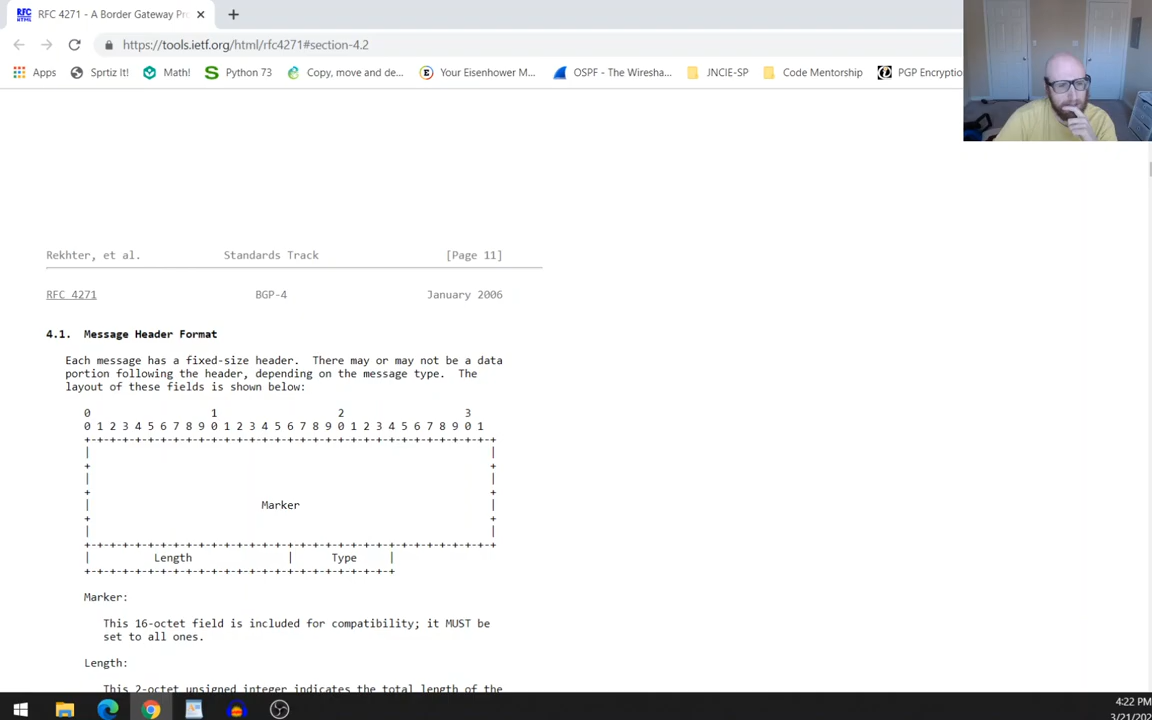 RFC 4271 - A Border Gateway Pr
https://tools.ietf.org/html/rfc4271#section-4.2
Apps Sprtiz It! Math! Python 73 Copy, move and de... Your Eisenhower M... OSPF - The Wiresha... JNCIE-SP Code Mentorship PGP Encryptio
Rekhter, et al. Standards Track [Page 11]
RFC 4271 BGP-4 January 2006
4.1. Message Header Format
Each message has a fixed-size header. There may or may not be a data
portion following the header, depending on the message type. The
layout of these fields is shown below:
0 1 2 3
0 1 2 3 4 5 6 7 8 9 0 1 2 3 4 5 6 7 8 9 0 1 2 3 4 5 6 7 8 9 0 1
+-+-+-+-+-+-+-+-+-+-+-+-+-+-+-+-+-+-+-+-+-+-+-+-+-+-+-+-+-+-+-+-+
| |
+ +
| |
+ +
| Marker |
+ +
| |
+-+-+-+-+-+-+-+-+-+-+-+-+-+-+-+-+-+-+-+-+-+-+-+-+-+-+-+-+-+-+-+-+
| Length | Type |
+-+-+-+-+-+-+-+-+-+-+-+-+-+-+-+-+-+-+-+-+-+-+-+-+
Marker:
This 16-octet field is included for compatibility; it MUST be
set to all ones.
Length:
This 2-octet unsigned integer indicates the total length of the
4:22 PM
3/21/202